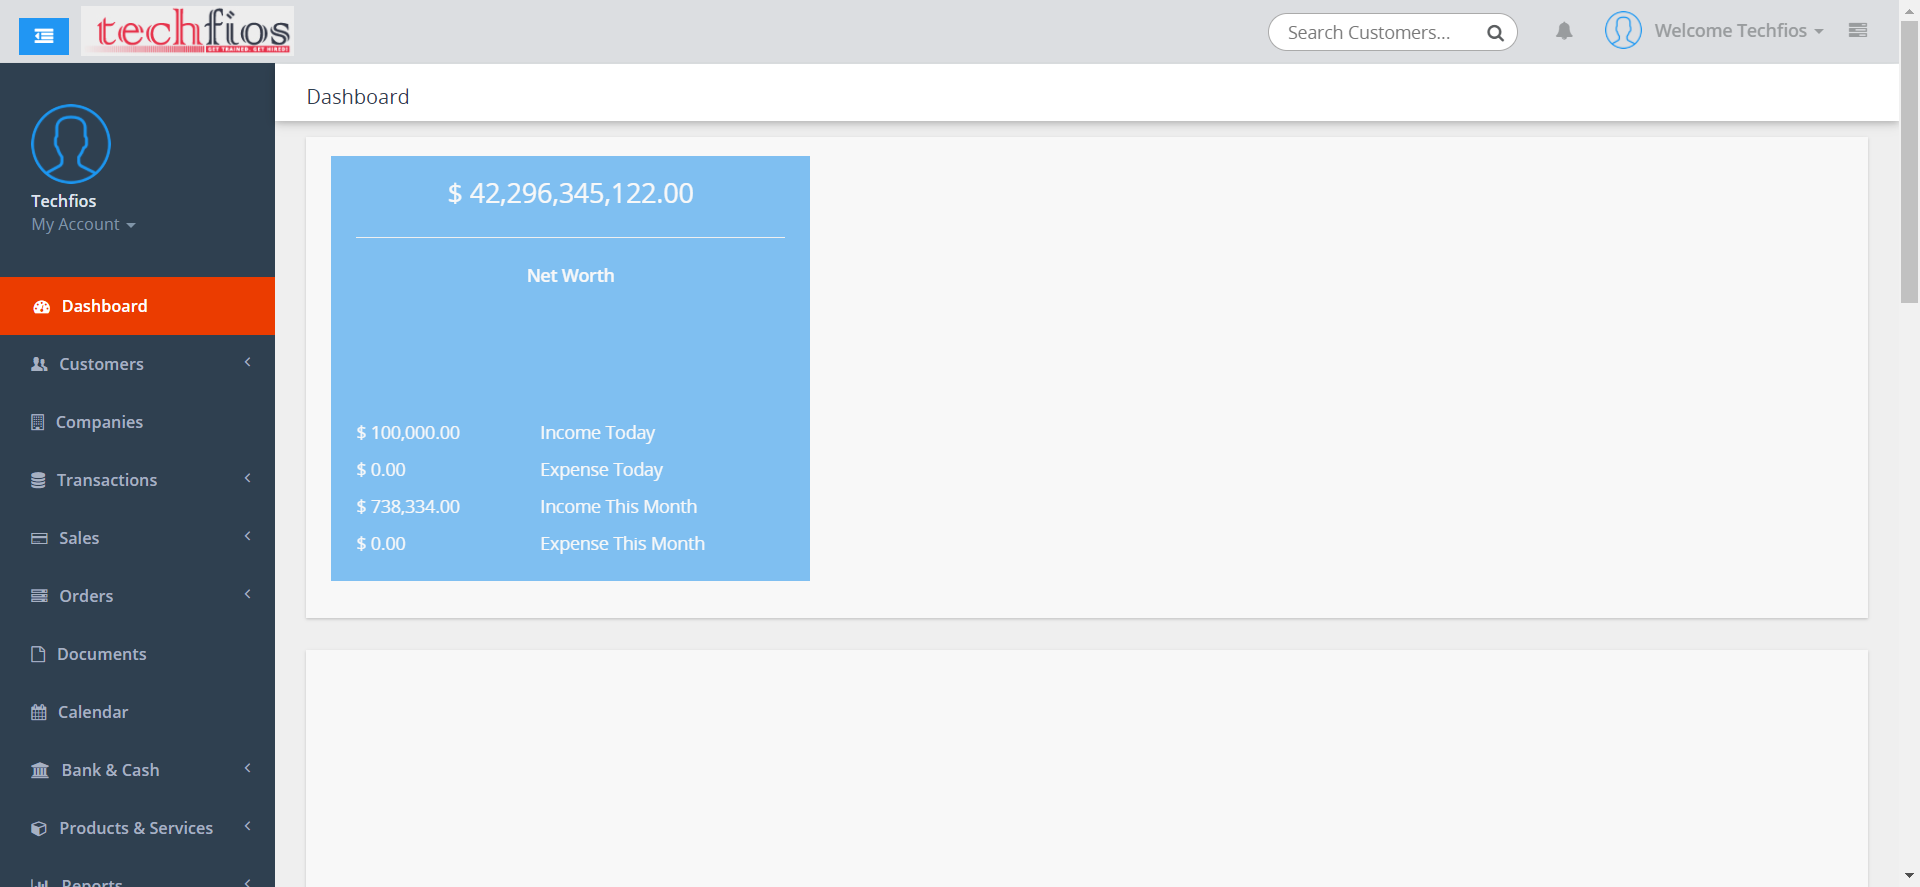 techfios
GET TRAINED. GET HIRED!
Search Customers...
Welcome Techfios
Techfios
My Account
Dashboard
Customers
Companies
Transactions
Sales
Orders
Documents
Calendar
Bank & Cash
Products & Services
Reports
Dashboard
$ 42,296,345,122.00
Net Worth
$ 100,000.00 Income Today
$ 0.00 Expense Today
$ 738,334.00 Income This Month
$ 0.00 Expense This Month